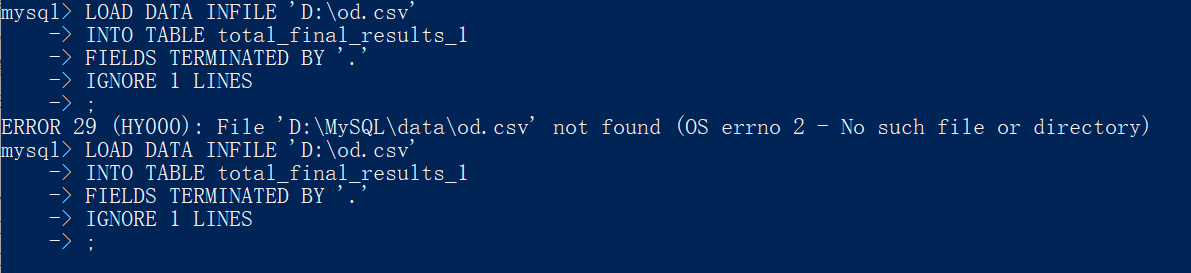 mysql> LOAD DATA INFILE 'D:\od.csv'
    -> INTO TABLE total_final_results_1
    -> FIELDS TERMINATED BY '.'
    -> IGNORE 1 LINES
    -> ;
ERROR 29 (HY000): File 'D:\MySQL\data\od.csv' not found (OS errno 2 - No such file or directory)
mysql> LOAD DATA INFILE 'D:\od.csv'
    -> INTO TABLE total_final_results_1
    -> FIELDS TERMINATED BY '.'
    -> IGNORE 1 LINES
    -> ;